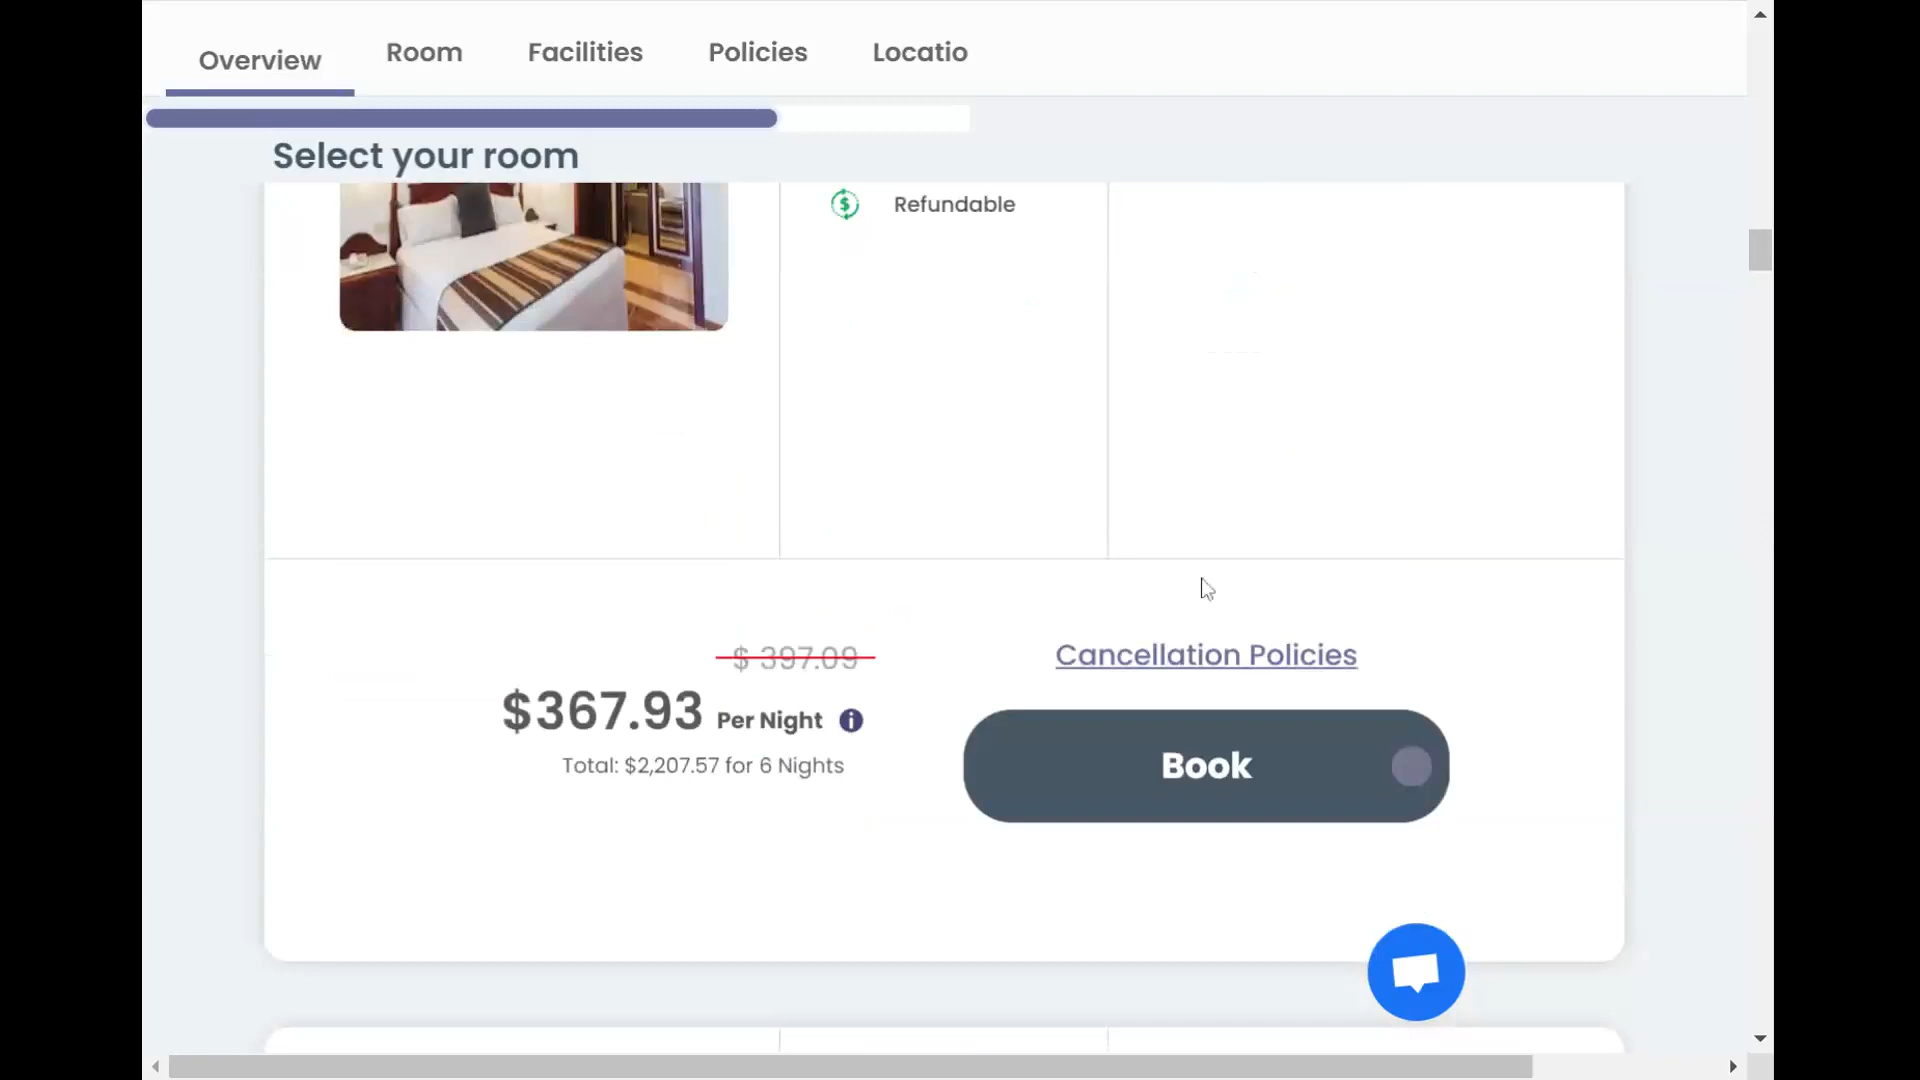 Overview Room Facilities Policies Locatio
Select your room
Refundable
$ 397.09
Cancellation Policies
$367.93 Per Night
Total: $2,207.57 for 6 Nights
Book